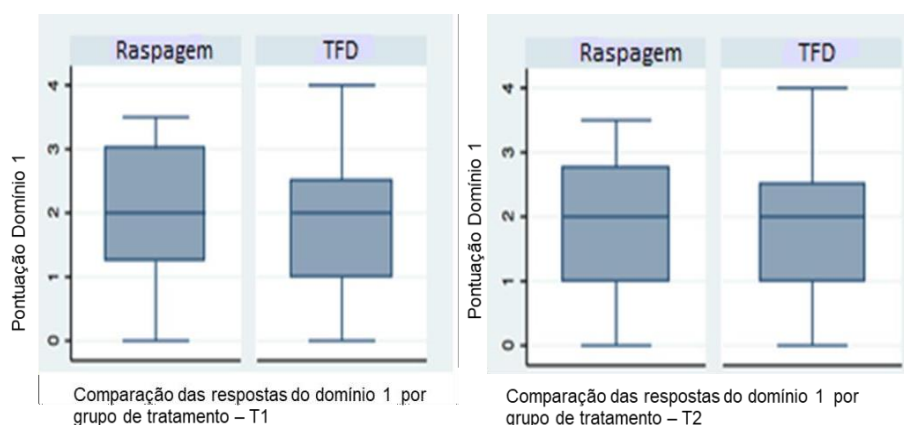 Raspagem
TFD
Pontuação Domínio 1
4
3
2
1
0
Comparação das respostas do domínio 1 por
grupo de tratamento – T1
Raspagem
TFD
Pontuação Domínio 1
4
3
2
1
0
Comparação das respostas do domínio 1 por
grupo de tratamento – T2